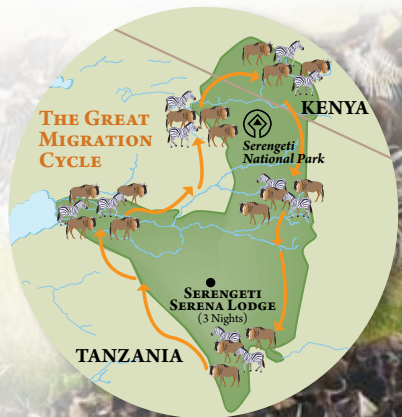 THE GREAT
MIGRATION
CYCLE
KENYA
Serengeti
National Park
SERENGETI
SERENA LODGE
(3 Nights)
TANZANIA